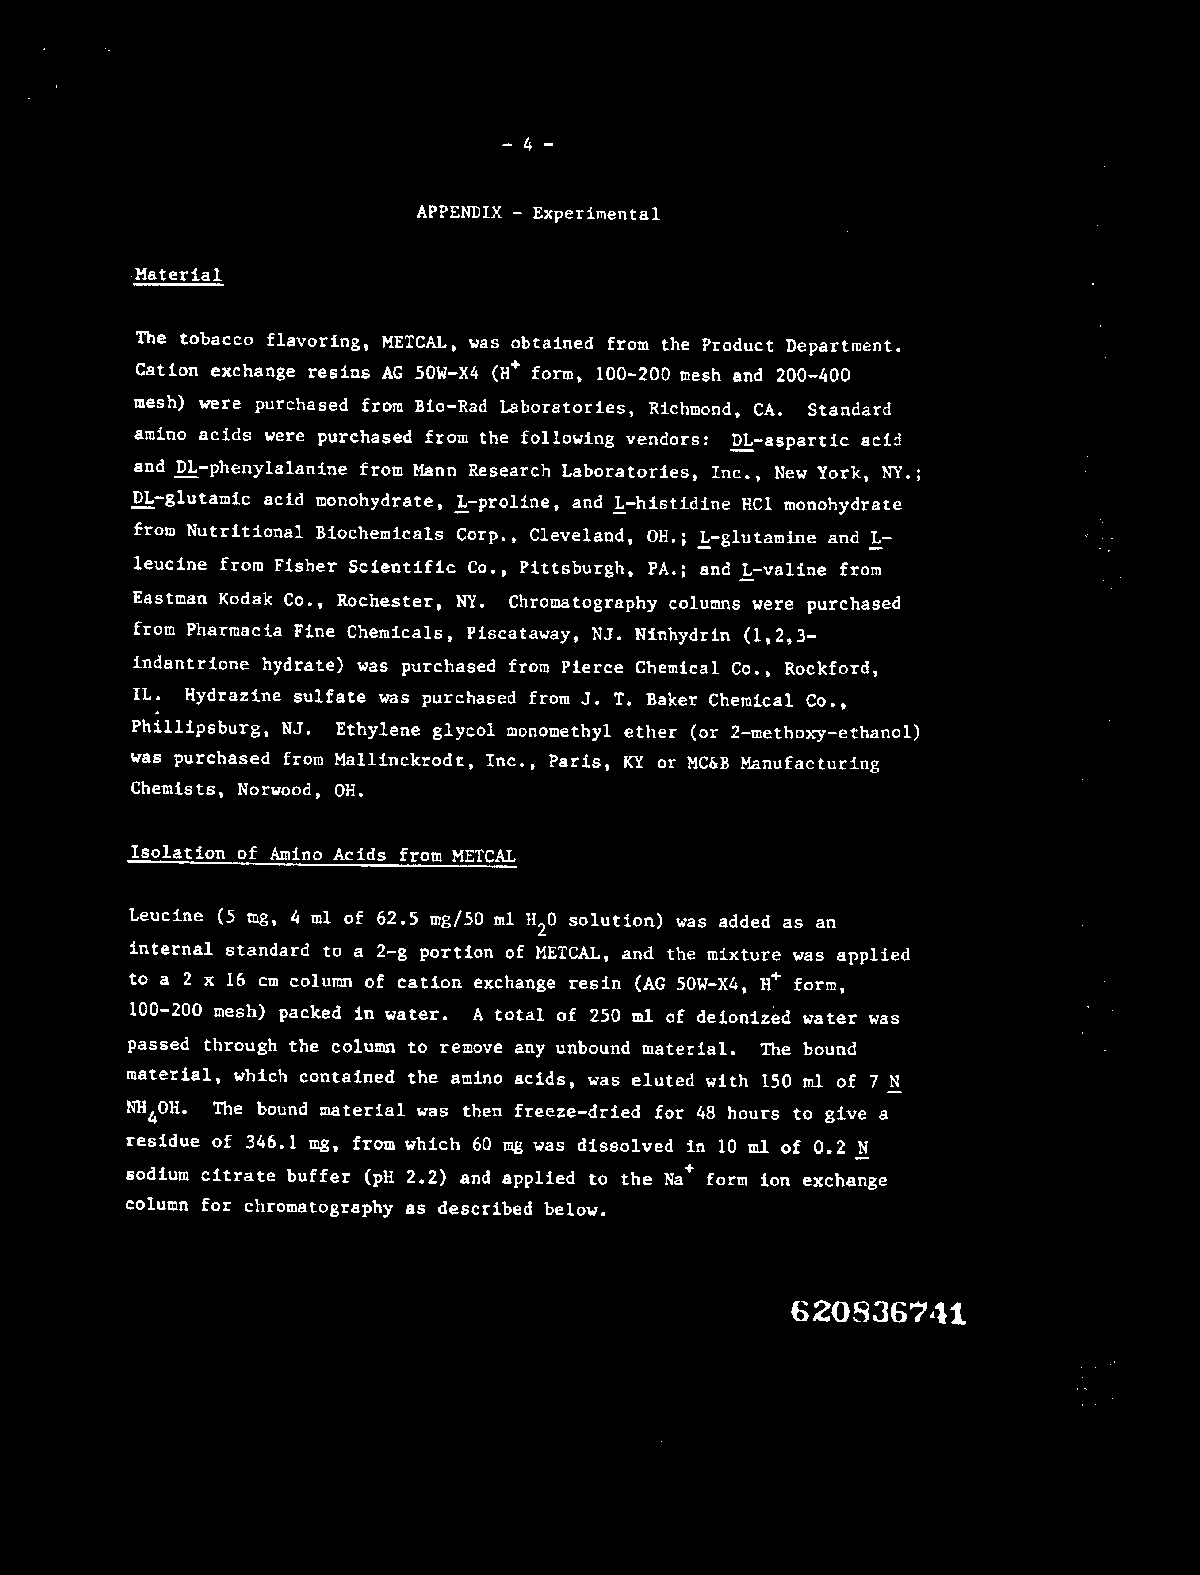 - 4 -
APPENDIX - Experimental
Material
The tobacco flavoring, METCAL, was obtained from the Product Department.
Cation exchange resins AG 50W-X4 (H⁺ form, 100-200 mesh and 200-400
mesh) were purchased from Bio-Rad Laboratories, Richmond, CA. Standard
amino acids were purchased from the following vendors: DL-aspartic acid
and DL-phenylalanine from Mann Research Laboratories, Inc., New York, NY.;
DL-glutamic acid monohydrate, L-proline, and L-histidine HCl monohydrate
from Nutritional Biochemicals Corp., Cleveland, OH.; L-glutamine and L-
leucine from Fisher Scientific Co., Pittsburgh, PA.; and L-valine from
Eastman Kodak Co., Rochester, NY. Chromatography columns were purchased
from Pharmacia Fine Chemicals, Piscataway, NJ. Ninhydrin (1,2,3-
indantrione hydrate) was purchased from Pierce Chemical Co., Rockford,
IL. Hydrazine sulfate was purchased from J. T. Baker Chemical Co.,
Phillipsburg, NJ. Ethylene glycol monomethyl ether (or 2-methoxy-ethanol)
was purchased from Mallinckrodt, Inc., Paris, KY or MC&B Manufacturing
Chemists, Norwood, OH.
Isolation of Amino Acids from METCAL
Leucine (5 mg, 4 ml of 62.5 mg/50 ml H₂O solution) was added as an
internal standard to a 2-g portion of METCAL, and the mixture was applied
to a 2 x 16 cm column of cation exchange resin (AG 50W-X4, H⁺ form,
100-200 mesh) packed in water. A total of 250 ml of deionized water was
passed through the column to remove any unbound material. The bound
material, which contained the amino acids, was eluted with 150 ml of 7 N
NH₄OH. The bound material was then freeze-dried for 48 hours to give a
residue of 346.1 mg, from which 60 mg was dissolved in 10 ml of 0.2 N
sodium citrate buffer (pH 2.2) and applied to the Na⁺ form ion exchange
column for chromatography as described below.
620836741